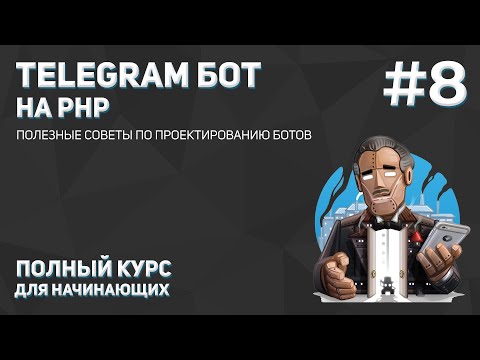 TELEGRAM БОТ
НА PHP
#8
ПОЛЕЗНЫЕ СОВЕТЫ ПО ПРОЕКТИРОВАНИЮ БОТОВ
ПОЛНЫЙ КУРС
ДЛЯ НАЧИНАЮЩИХ